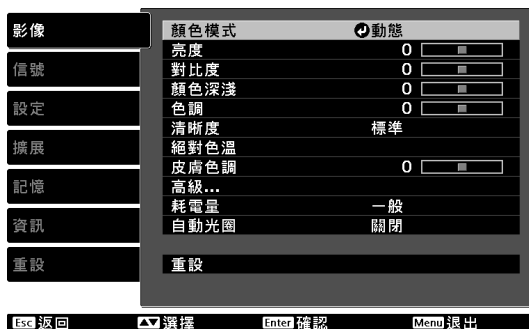 影像
信號
設定
擴展
記憶
資訊
重設
顏色模式 動態
亮度 0
對比度 0
顏色深淺 0
色調 0
清晰度 標準
絕對色溫
皮膚色調 0
高級...
耗電量 一般
自動光圈 關閉
重設
Esc 返回 選擇 Enter 確認 Menu 退出